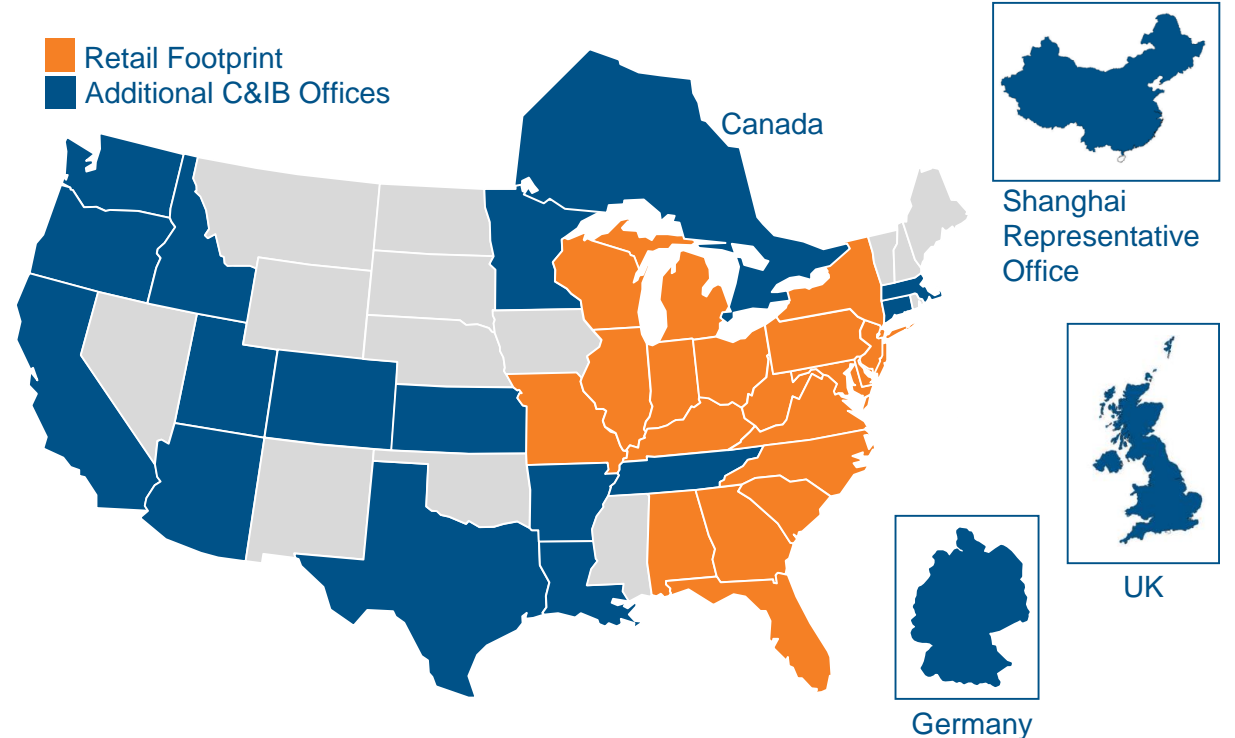 Retail Footprint
Additional C&IB Offices
Canada
Shanghai
Representative
Office
UK
Germany